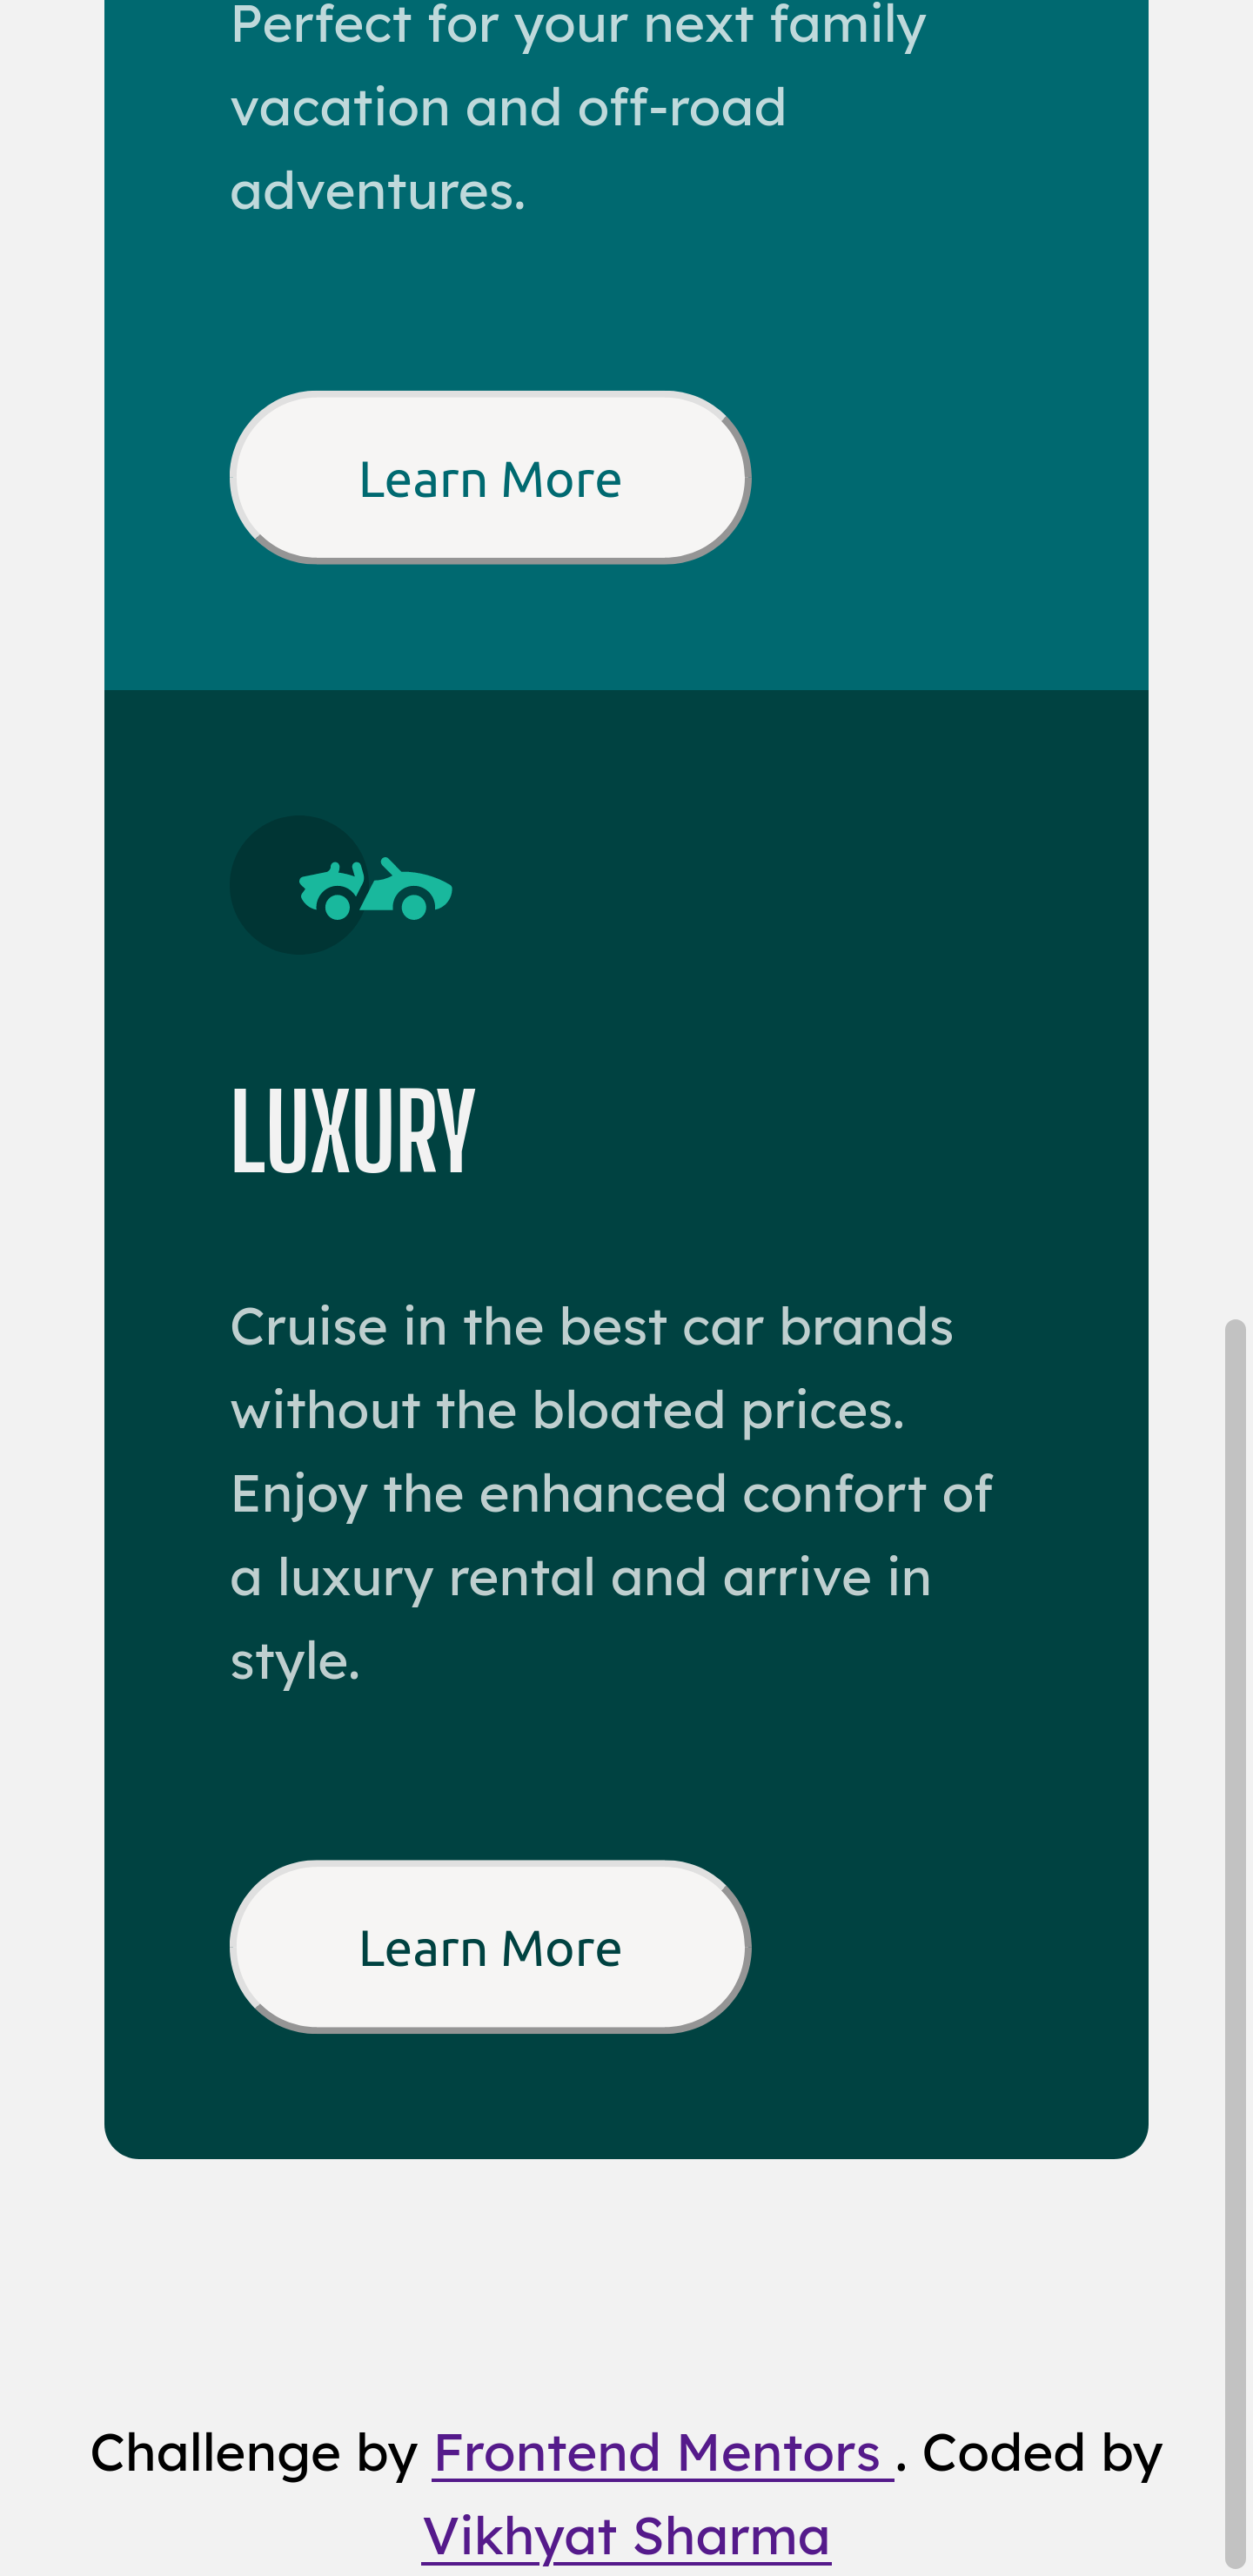 Perfect for your next family
vacation and off-road
adventures.
Learn More
LUXURY
Cruise in the best car brands
without the bloated prices.
Enjoy the enhanced confort of
a luxury rental and arrive in
style.
Learn More
Challenge by Frontend Mentors . Coded by
Vikhyat Sharma